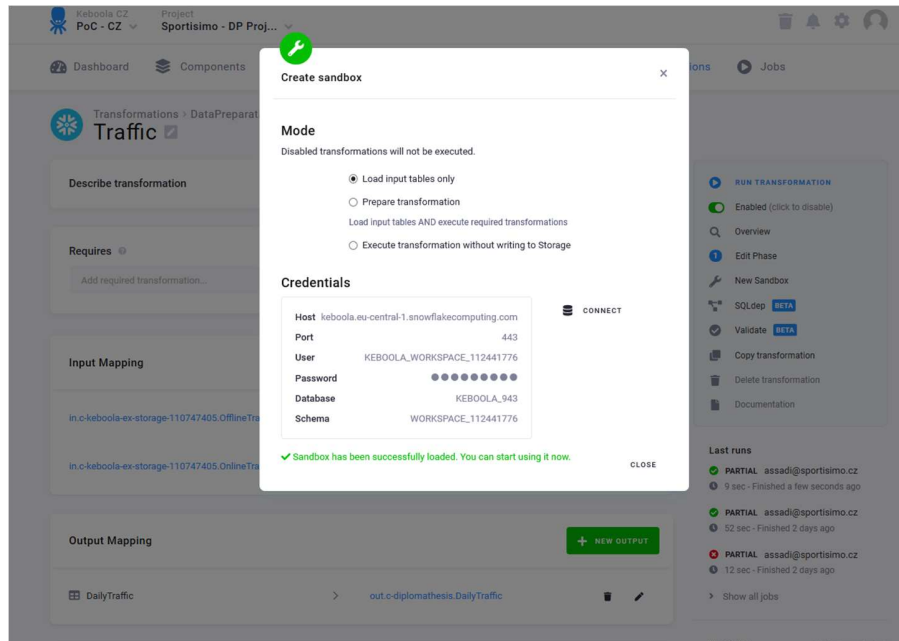 Keboola CZ
PoC - CZ
Project
Sportisimo - DP Proj...
Dashboard
Components
ions
Jobs
Transformations › DataPreparat
Traffic
Describe transformation
Requires
Add required transformation...
Input Mapping
in.c-keboola-ex-storage-110747405.OfflineTra
in.c-keboola-ex-storage-110747405.OnlineTra
Output Mapping
+ NEW OUTPUT
DailyTraffic
>
out.c-diplomathesis.DailyTraffic
Create sandbox
×
Mode
Disabled transformations will not be executed.
Load input tables only
Prepare transformation
Load input tables AND execute required transformations
Execute transformation without writing to Storage
Credentials
Host keboola.eu-central-1.snowflakecomputing.com
Port 443
User KEBOOLA_WORKSPACE_112441776
Password ●●●●●●●●●
Database KEBOOLA_943
Schema WORKSPACE_112441776
CONNECT
Sandbox has been successfully loaded. You can start using it now.
CLOSE
RUN TRANSFORMATION
Enabled (click to disable)
Overview
1 Edit Phase
New Sandbox
SQLdep BETA
Validate BETA
Copy transformation
Delete transformation
Documentation
Last runs
PARTIAL assadi@sportisimo.cz
9 sec - Finished a few seconds ago
PARTIAL assadi@sportisimo.cz
52 sec - Finished 2 days ago
PARTIAL assadi@sportisimo.cz
12 sec - Finished 2 days ago
> Show all jobs